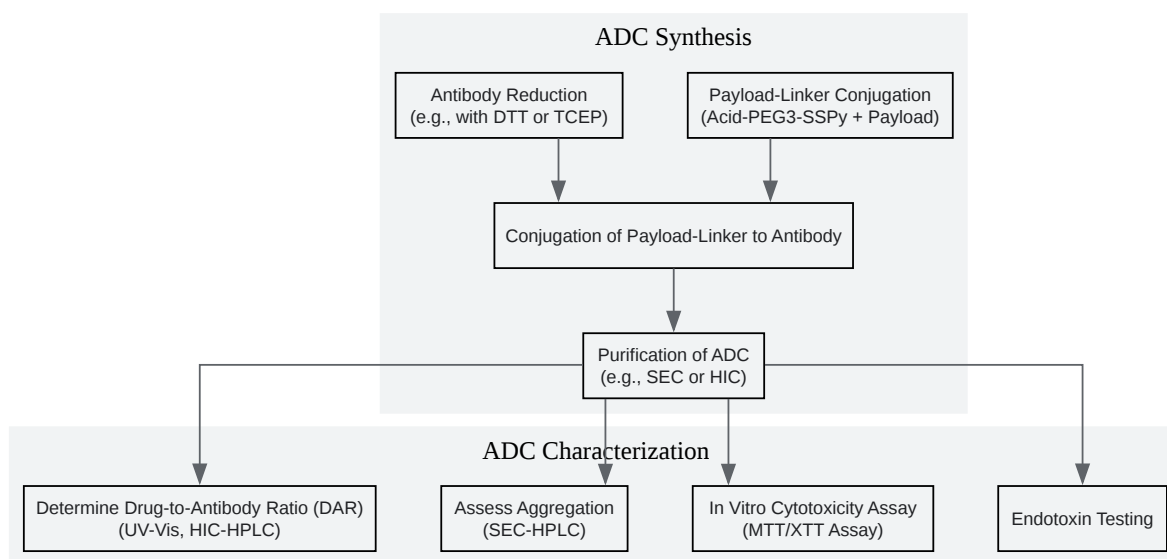 ADC Synthesis
Antibody Reduction
(e.g., with DTT or TCEP)
Payload-Linker Conjugation
(Acid-PEG3-SSPy + Payload)
Conjugation of Payload-Linker to Antibody
Purification of ADC
(e.g., SEC or HIC)
ADC Characterization
Determine Drug-to-Antibody Ratio (DAR)
(UV-Vis, HIC-HPLC)
Assess Aggregation
(SEC-HPLC)
In Vitro Cytotoxicity Assay
(MTT/XTT Assay)
Endotoxin Testing